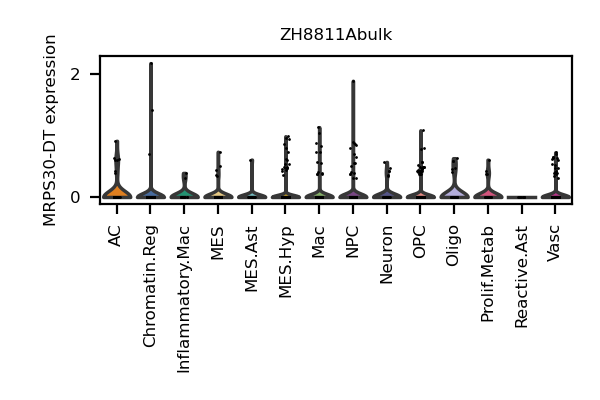 ZH8811Abulk
MRPS30-DT expression
2
0
AC
Chromatin.Reg
Inflammatory.Mac
MES
MES.Ast
MES.Hyp
Mac
NPC
Neuron
OPC
Oligo
Prolif.Metab
Reactive.Ast
Vasc